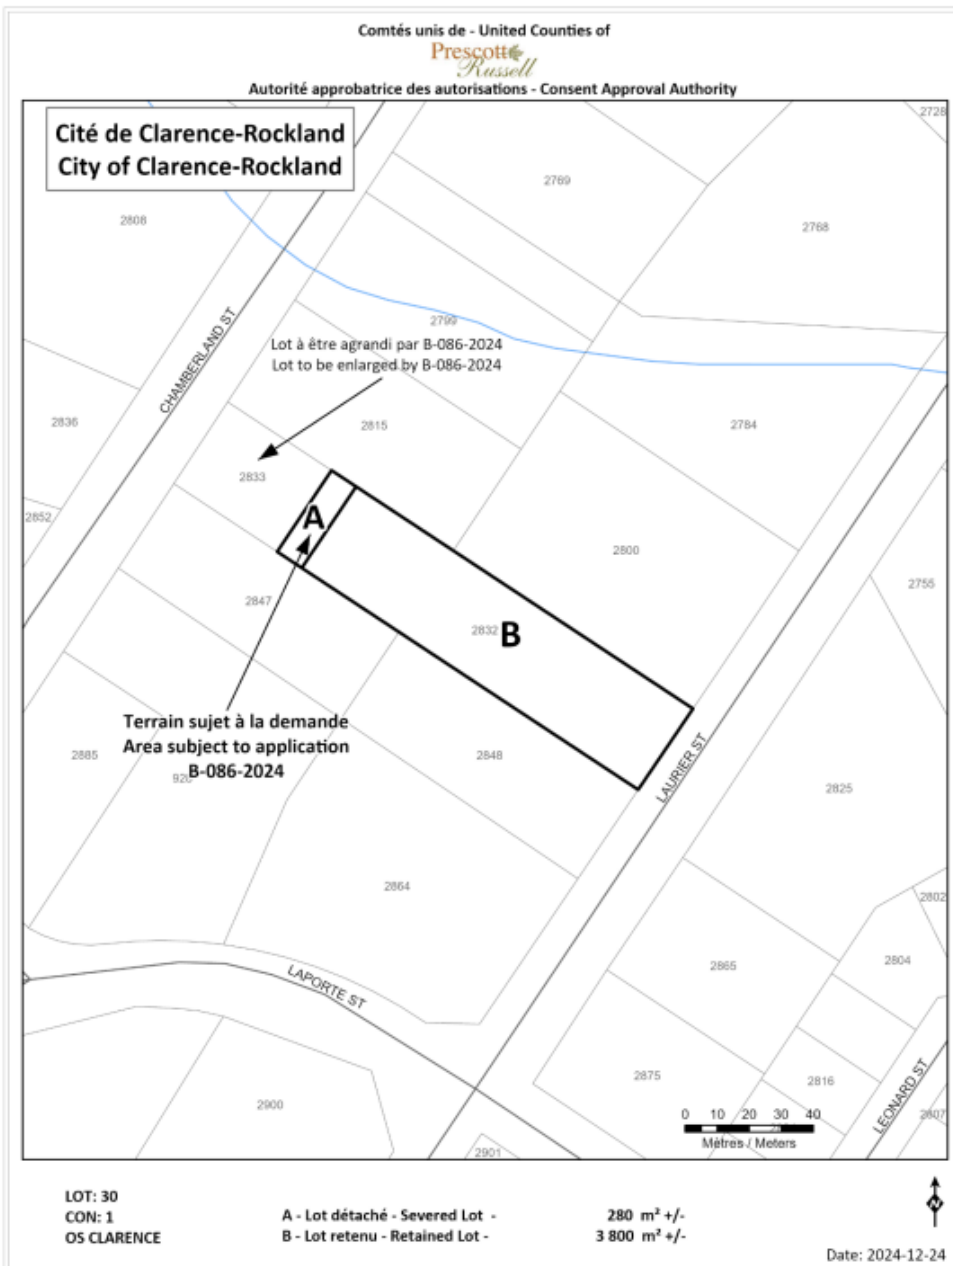 Comtés unis de - United Counties of
Prescott
Russell
Autorité approbatrice des autorisations - Consent Approval Authority
Cité de Clarence-Rockland
City of Clarence-Rockland
2728
2769
2808
2768
2799
CHAMBERLAND ST
Lot à être agrandi par B-086-2024
Lot to be enlarged by B-086-2024
2836
2815
2784
2833
2852
A
2800
2755
2847
2832
B
Terrain sujet à la demande
Area subject to application
B-086-2024
2885
2848
LAURIER ST
2825
2864
2802
2865
2804
LAPORTE ST
2875
2816
LEONARD ST
2900
2807
0 10 20 30 40
Mètres / Meters
2901
LOT: 30
CON: 1
OS CLARENCE
A - Lot détaché - Severed Lot - 280 m² +/-
B - Lot retenu - Retained Lot - 3 800 m² +/-
N
Date: 2024-12-24